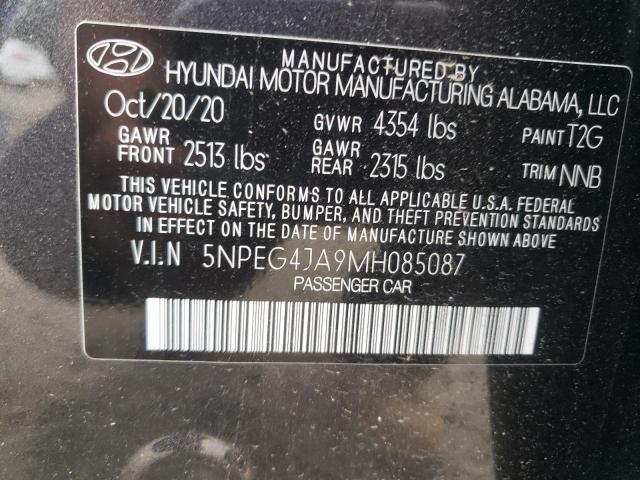 MANUFACTURED BY
HYUNDAI MOTOR MANUFACTURING ALABAMA, LLC
Oct/20/20 GVWR 4354 lbs PAINT T2G
GAWR FRONT 2513 lbs GAWR REAR 2315 lbs TRIM NNB
THIS VEHICLE CONFORMS TO ALL APPLICABLE U.S.A. FEDERAL
MOTOR VEHICLE SAFETY, BUMPER, AND THEFT PREVENTION STANDARDS
IN EFFECT ON THE DATE OF MANUFACTURE SHOWN ABOVE
V.I.N 5NPEG4JA9MH085087
PASSENGER CAR